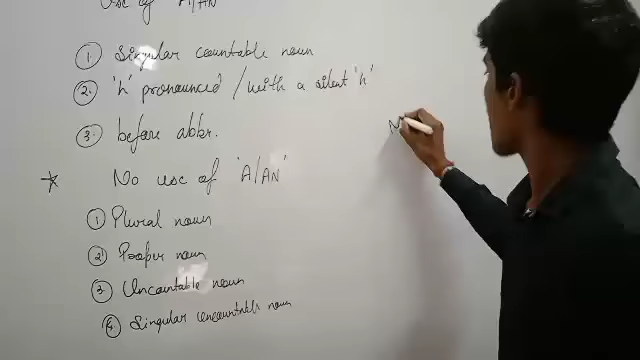 Use of A/AN
① Singular countable noun
②. 'h' pronounced / with a silent 'h'
③. before abbr.
No use of 'A/AN'
① Plural noun
② Proper noun
③. Uncountable noun
④. Singular uncountable noun
N